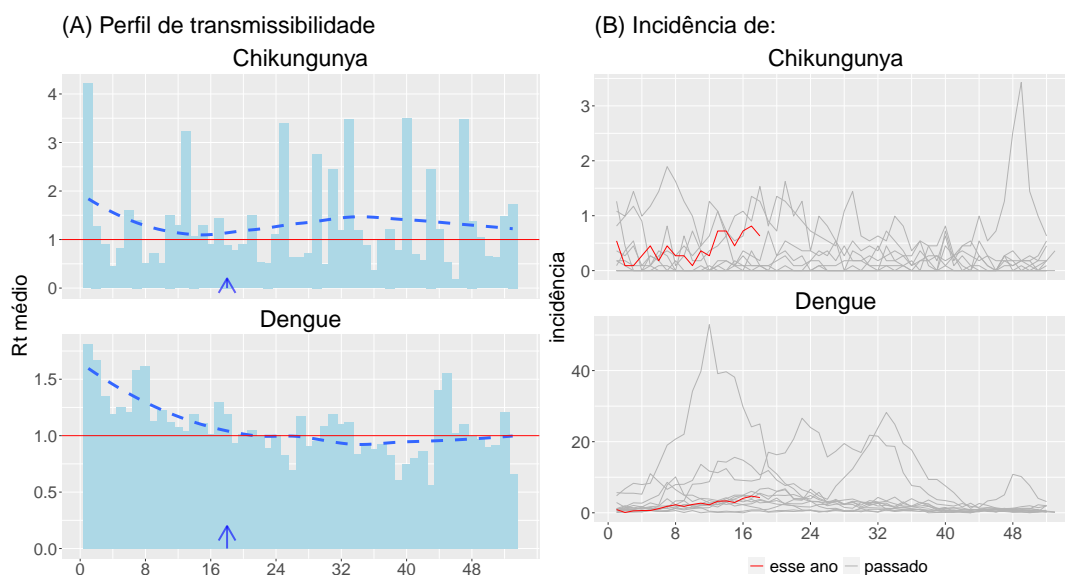 (A) Perfil de transmissibilidade
Chikungunya
4
3
2
1
0
Dengue
1.5
1.0
0.5
0.0
0 8 16 24 32 40 48
Rt médio
(B) Incidência de:
Chikungunya
3
2
1
0
Dengue
40
20
0
0 8 16 24 32 40 48
incidência
esse ano passado